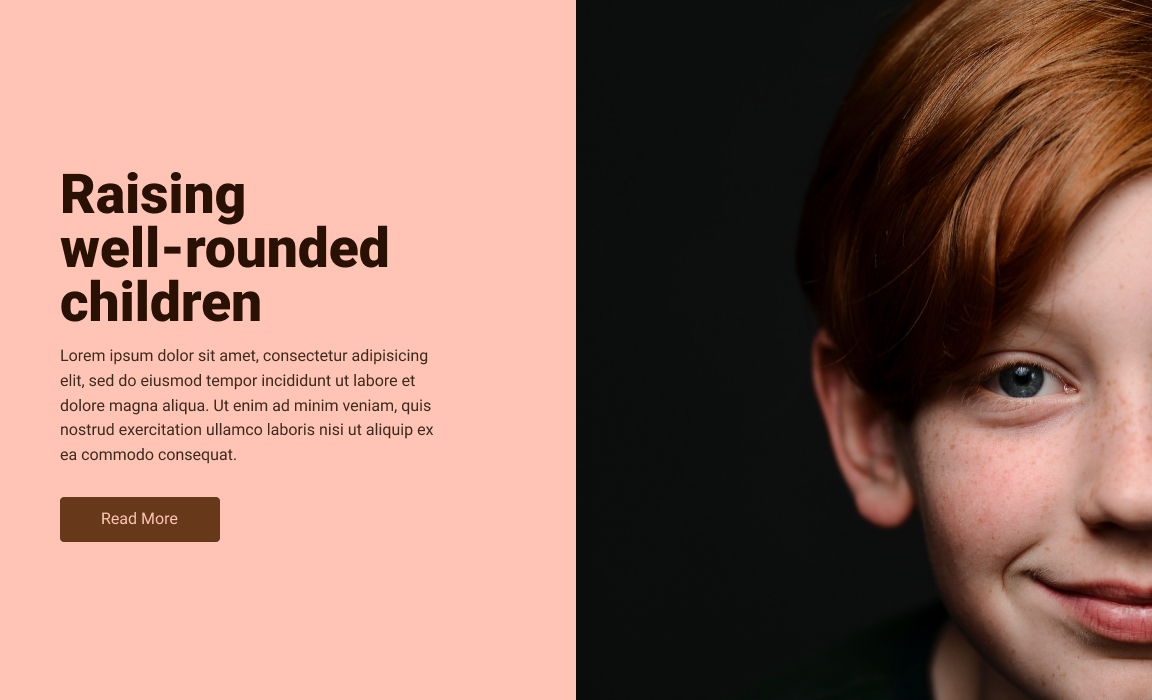 Raising
well-rounded
children
Lorem ipsum dolor sit amet, consectetur adipisicing
elit, sed do eiusmod tempor incididunt ut labore et
dolore magna aliqua. Ut enim ad minim veniam, quis
nostrud exercitation ullamco laboris nisi ut aliquip ex
ea commodo consequat.
Read More